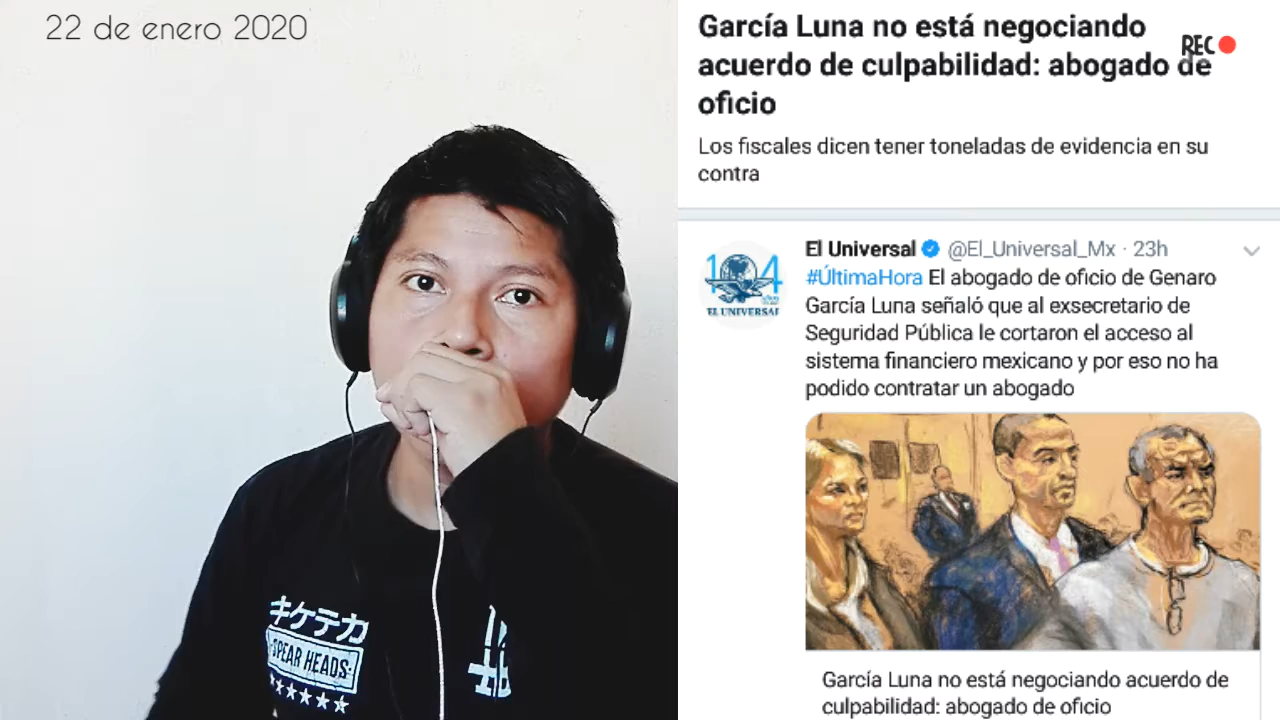 22 de enero 2020
García Luna no está negociando
acuerdo de culpabilidad: abogado de
oficio
REC
Los fiscales dicen tener toneladas de evidencia en su
contra
El Universal @El_Universal_Mx · 23h
#ÚltimaHora El abogado de oficio de Genaro
García Luna señaló que al exsecretario de
Seguridad Pública le cortaron el acceso al
sistema financiero mexicano y por eso no ha
podido contratar un abogado
104
EL UNIVERSAL
García Luna no está negociando acuerdo de
culpabilidad: abogado de oficio
キケテカ
SPEAR HEADS